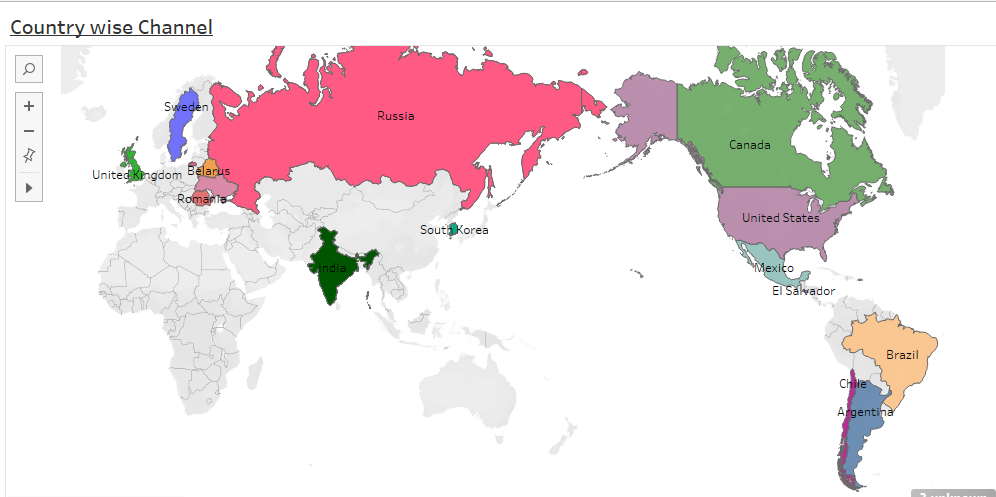 Country wise Channel
Sweden
Russia
Canada
United Kingdom
Belarus
Romania
South Korea
United States
India
Mexico
El Salvador
Brazil
Chile
Argentina